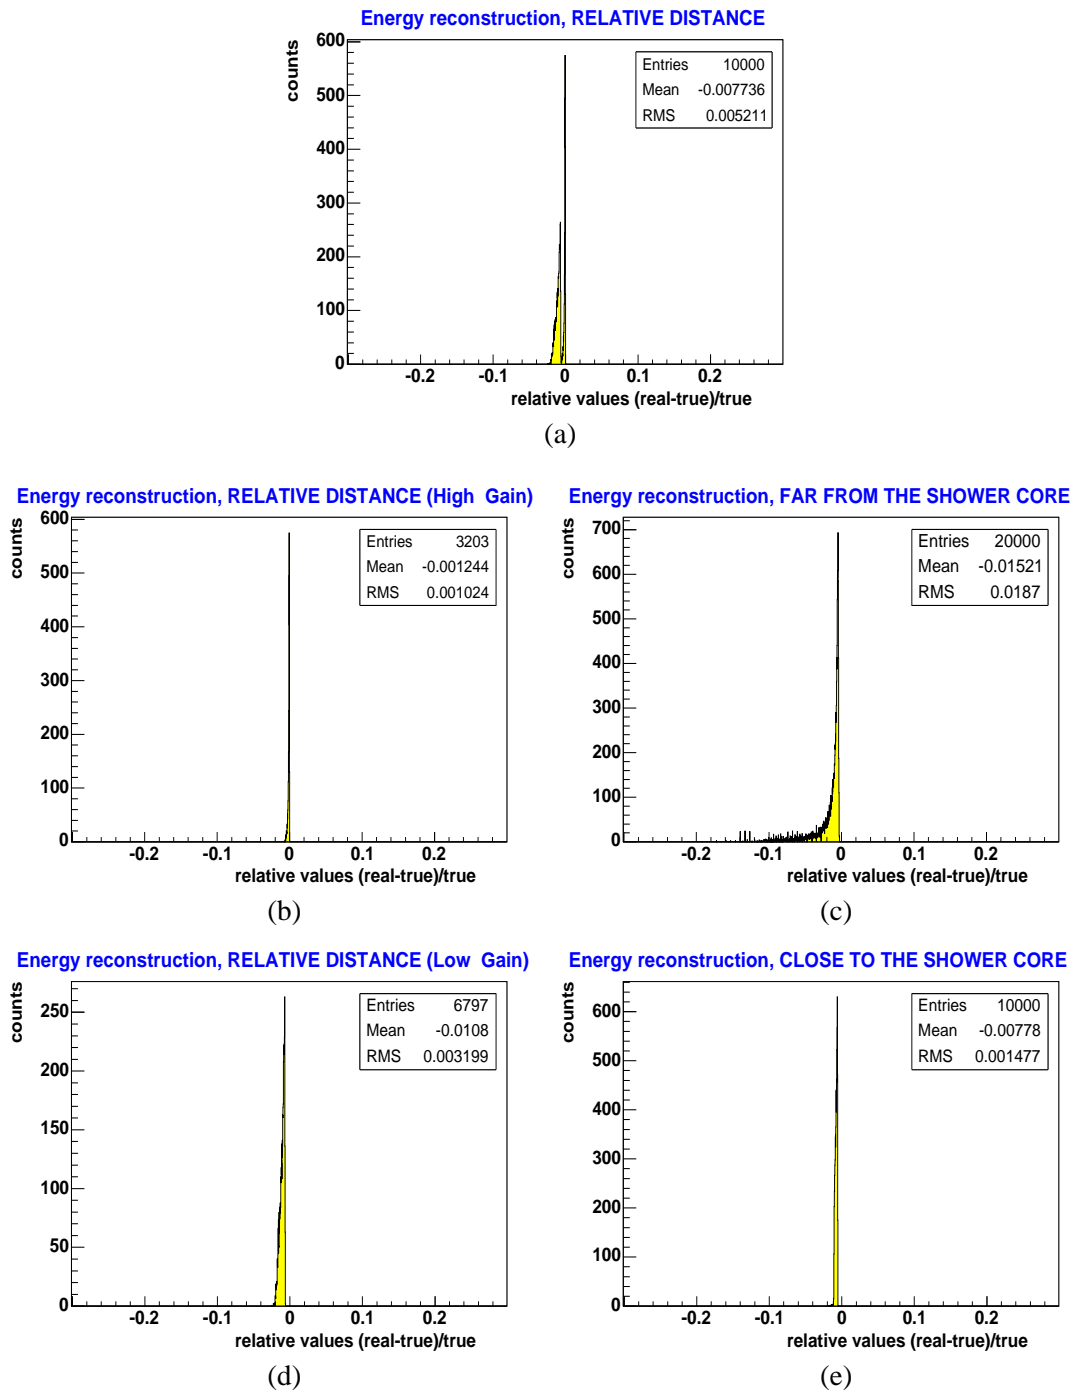 Energy reconstruction, RELATIVE DISTANCE
counts
600
500
400
300
200
100
0
Entries 10000
Mean -0.007736
RMS 0.005211
-0.2 -0.1 0 0.1 0.2
relative values (real-true)/true
(a)
Energy reconstruction, RELATIVE DISTANCE (High Gain)
counts
600
500
400
300
200
100
0
Entries 3203
Mean -0.001244
RMS 0.001024
-0.2 -0.1 0 0.1 0.2
relative values (real-true)/true
(b)
Energy reconstruction, FAR FROM THE SHOWER CORE
counts
700
600
500
400
300
200
100
0
Entries 20000
Mean -0.01521
RMS 0.0187
-0.2 -0.1 0 0.1 0.2
relative values (real-true)/true
(c)
Energy reconstruction, RELATIVE DISTANCE (Low Gain)
counts
250
200
150
100
50
0
Entries 6797
Mean -0.0108
RMS 0.003199
-0.2 -0.1 0 0.1 0.2
relative values (real-true)/true
(d)
Energy reconstruction, CLOSE TO THE SHOWER CORE
counts
600
500
400
300
200
100
0
Entries 10000
Mean -0.00778
RMS 0.001477
-0.2 -0.1 0 0.1 0.2
relative values (real-true)/true
(e)